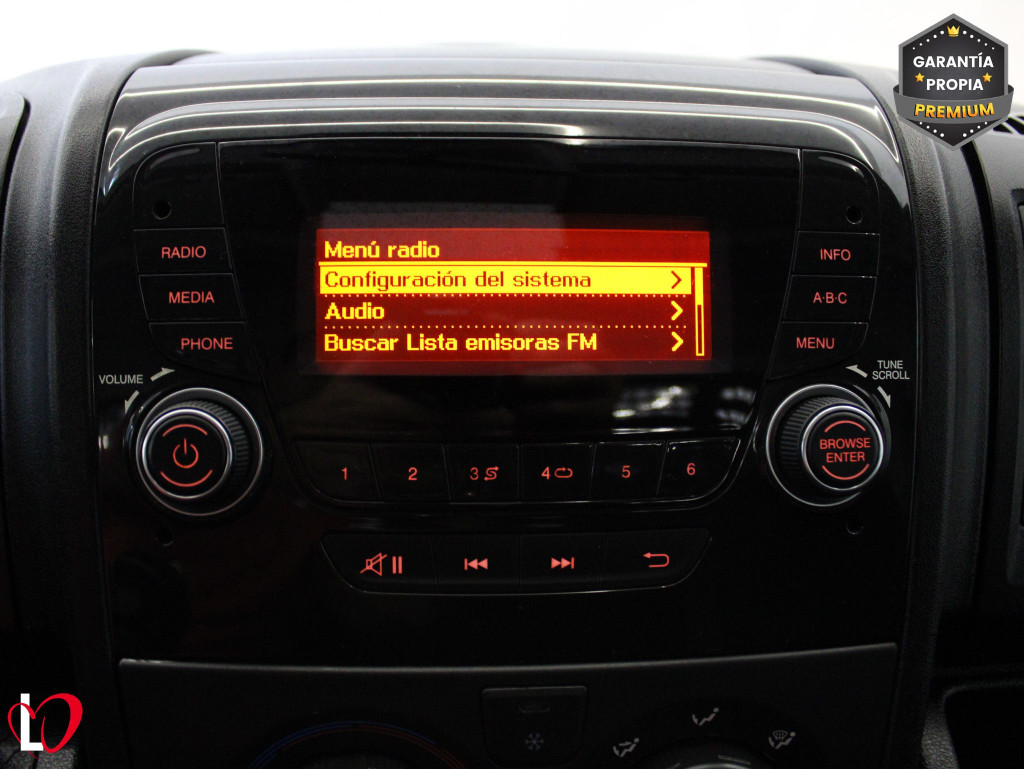 GARANTÍA
PROPIA
PREMIUM
Menú radio
Configuración del sistema
Audio
Buscar Lista emisoras FM
RADIO
MEDIA
PHONE
INFO
A·B·C
MENU
VOLUME
TUNE
SCROLL
BROWSE
ENTER
1
2
3
4
5
6
L